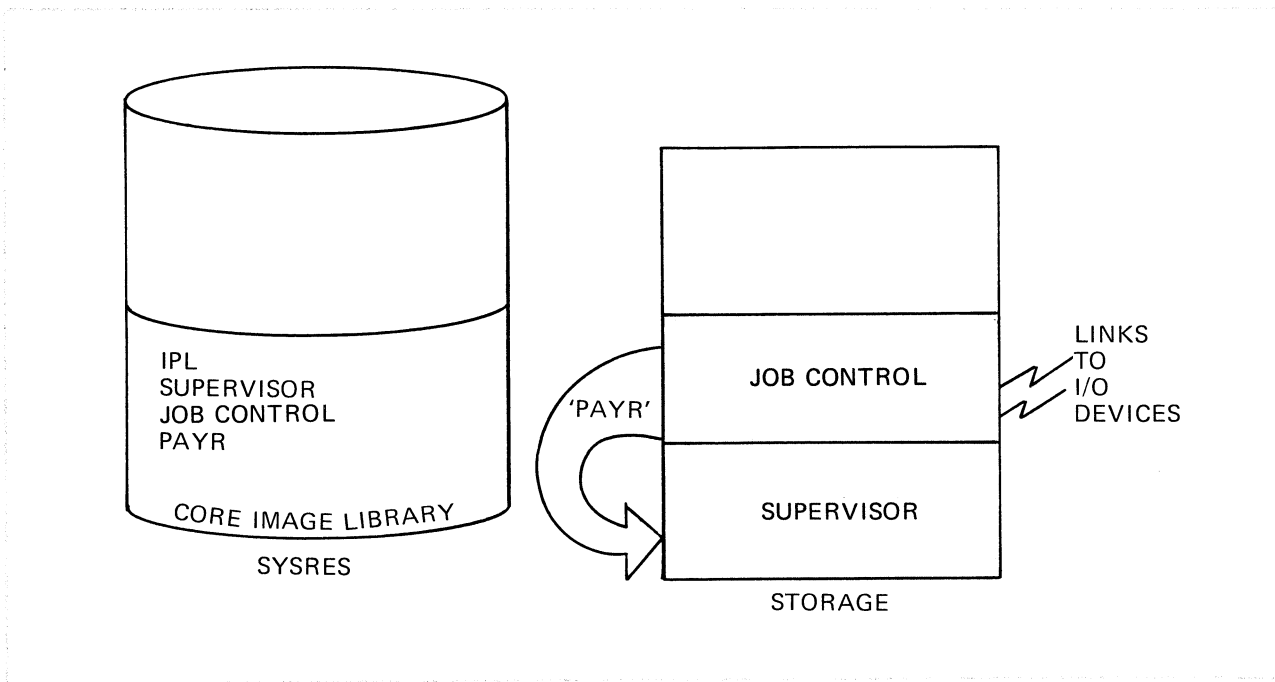 IPL
SUPERVISOR
JOB CONTROL
PAYR
CORE IMAGE LIBRARY
SYSRES
'PAYR'
JOB CONTROL
SUPERVISOR
STORAGE
LINKS
TO
I/O
DEVICES